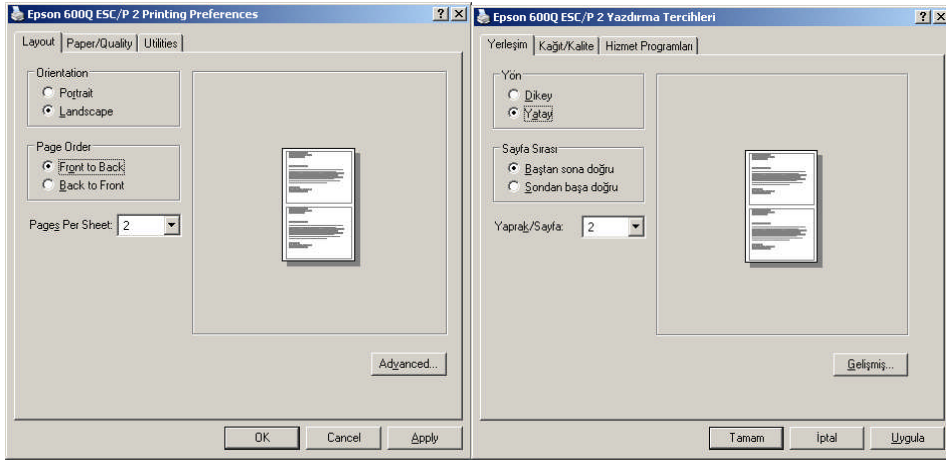 Epson 600Q ESC/P 2 Printing Preferences
Layout Paper/Quality Utilities
Orientation
Portrait
Landscape
Page Order
Front to Back
Back to Front
Pages Per Sheet: 2
Advanced...
OK Cancel Apply
Epson 600Q ESC/P 2 Yazdırma Tercihleri
Yerleşim Kağıt/Kalite Hizmet Programları
Yön
Dikey
Yatay
Sayfa Sırası
Baştan sona doğru
Sondan başa doğru
Yaprak/Sayfa: 2
Gelişmiş...
Tamam İptal Uygula